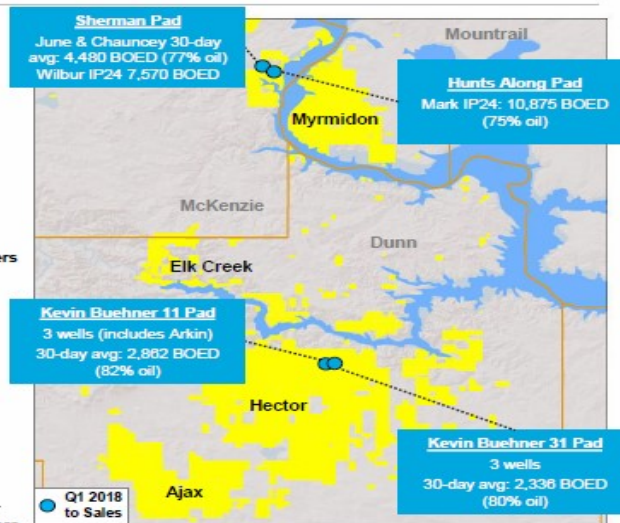 Sherman Pad
June & Chauncey 30-day
avg: 4,480 BOED (77% oil)
Wilbur IP24 7,570 BOED
Mountrail
Hunts Along Pad
Mark IP24: 10,875 BOED
(75% oil)
Myrmidon
McKenzie
Dunn
ers
Elk Creek
Kevin Buehner 11 Pad
3 wells (includes Arkin)
30-day avg: 2,862 BOED
(82% oil)
Hector
Kevin Buehner 31 Pad
3 wells
30-day avg: 2,336 BOED
(80% oil)
Ajax
Q1 2018
to Sales